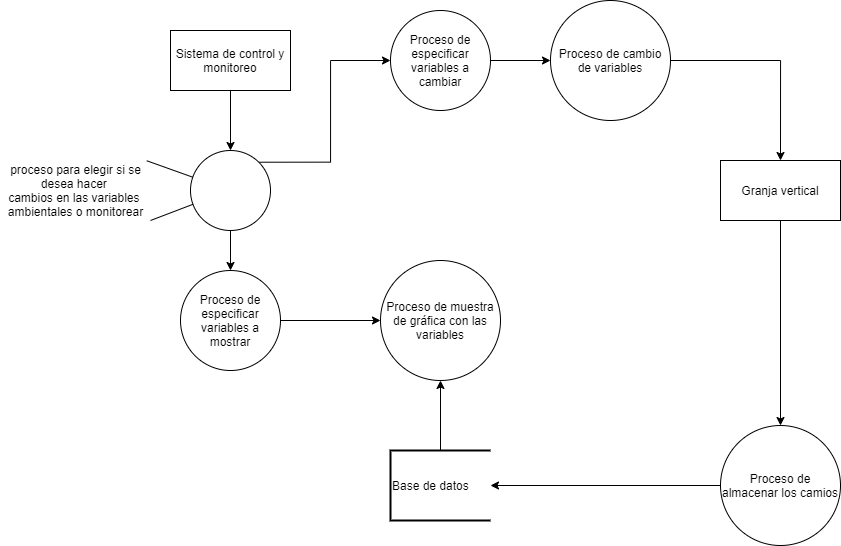 Sistema de control y
monitoreo
Proceso de
especificar
variables a
cambiar
Proceso de cambio
de variables
proceso para elegir si se
desea hacer
cambios en las variables
ambientales o monitorear
Granja vertical
Proceso de
especificar
variables a
mostrar
Proceso de muestra
de gráfica con las
variables
Base de datos
Proceso de
almacenar los camios